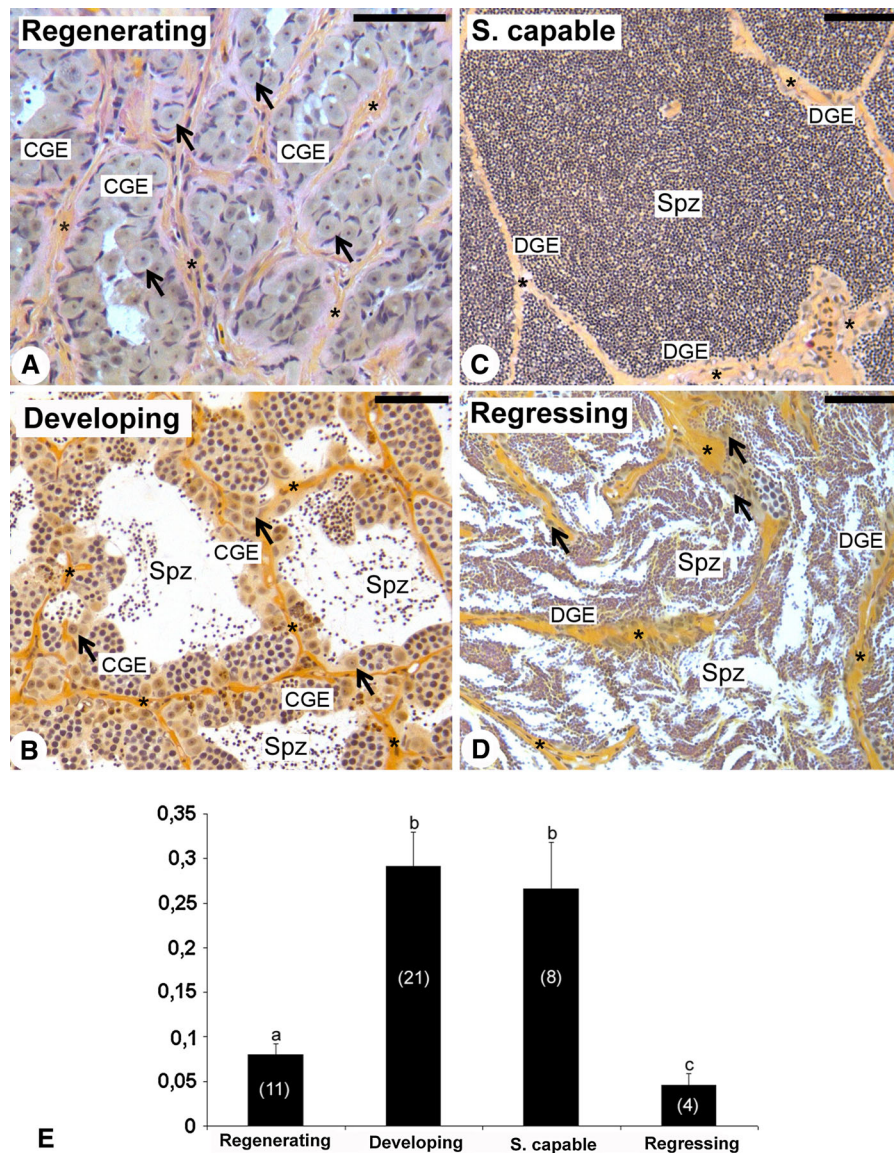 Regenerating
CGE
CGE
CGE
*
*
*
*
A
S. capable
*
DGE
Spz
DGE
*
DGE
*
*
C
Developing
*
CGE
Spz
Spz
*
*
CGE
CGE
*
*
Spz
B
Regressing
*
DGE
Spz
DGE
*
*
Spz
*
D
0,35
0,3
0,25
0,2
0,15
0,1
0,05
0
a
(11)
b
(21)
b
(8)
c
(4)
Regenerating
Developing
S. capable
Regressing
E